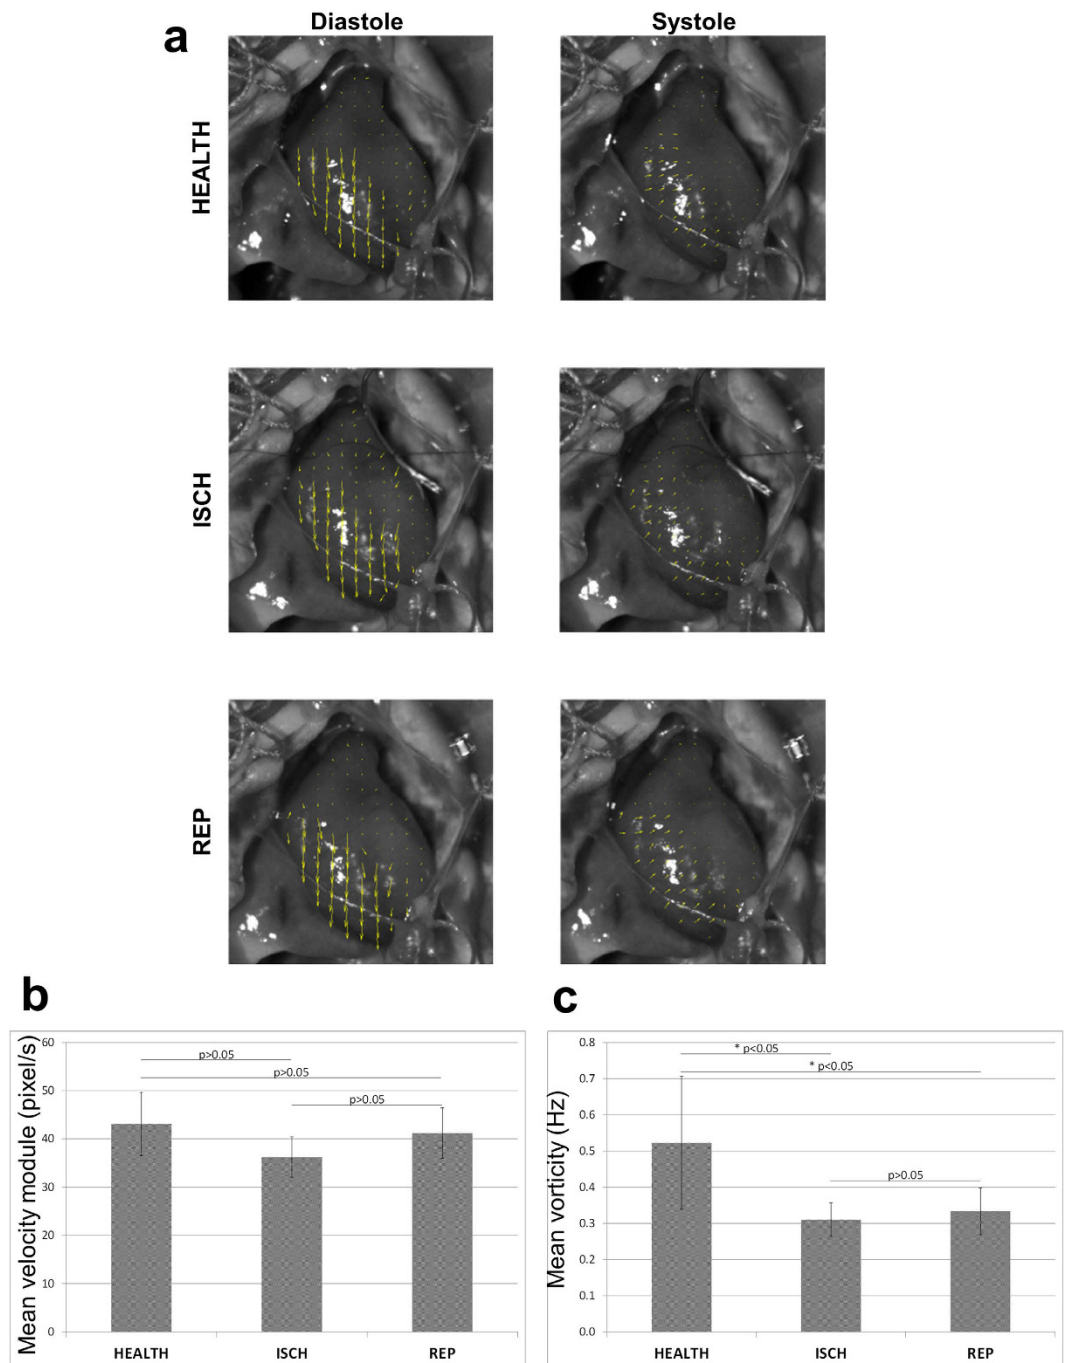 a
Diastole
Systole
HEALTH
ISCH
REP
b
Mean velocity module (pixel/s)
60
50
40
30
20
10
0
p>0.05
p>0.05
p>0.05
HEALTH
ISCH
REP
c
Mean vorticity (Hz)
0.8
0.7
0.6
0.5
0.4
0.3
0.2
0.1
0.0
* p<0.05
* p<0.05
p>0.05
HEALTH
ISCH
REP